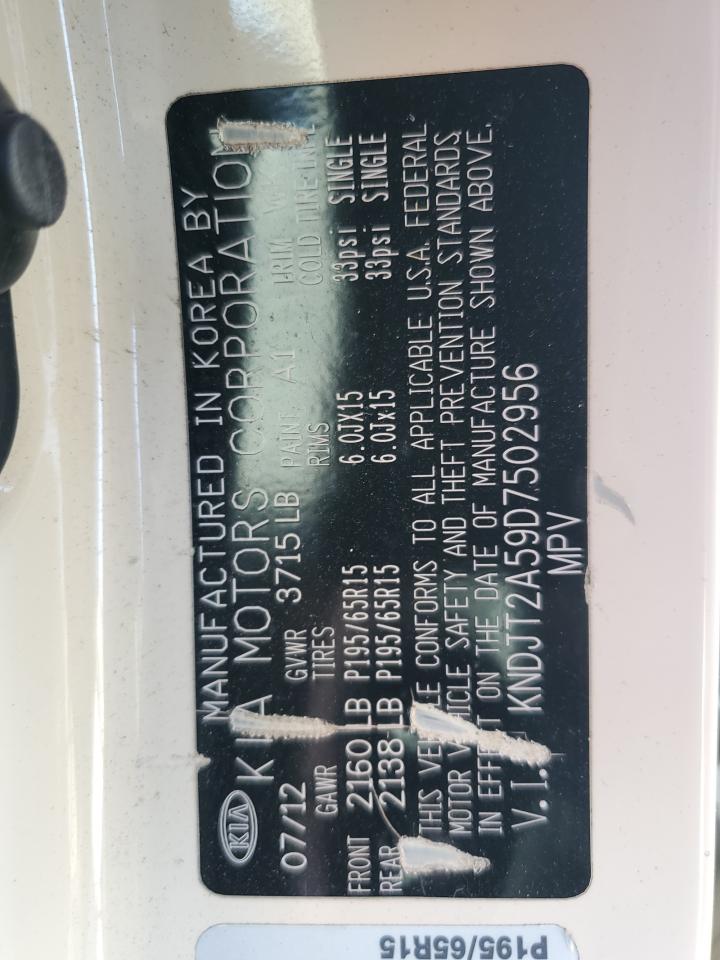 MANUFACTURED IN KOREA BY
KIA KIA MOTORS CORPORATION
07/12 GVWR 3715 LB PAINT A1 TRIM
GAWR TIRES RIMS COLD TIRE
FRONT 2160 LB P195/65R15 6.0JX15 33psi SINGLE
REAR 2138 LB P195/65R15 6.0Jx15 33psi SINGLE
THIS VEHICLE CONFORMS TO ALL APPLICABLE U.S.A. FEDERAL
MOTOR VEHICLE SAFETY AND THEFT PREVENTION STANDARDS
IN EFFECT ON THE DATE OF MANUFACTURE SHOWN ABOVE.
V.I. KNDJT2A59D7502956
MPV
P195/65R15